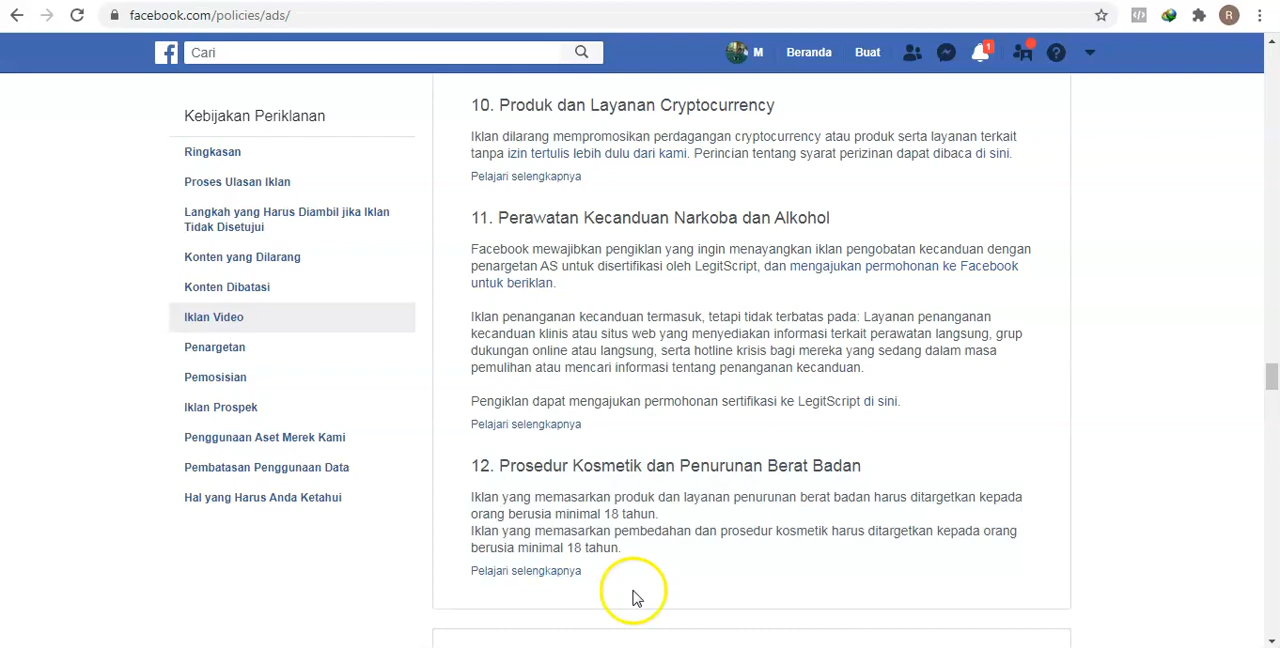 facebook.com/policies/ads/
R
f
Cari
M
Beranda
Buat
1
?
Kebijakan Periklanan
Ringkasan
Proses Ulasan Iklan
Langkah yang Harus Diambil jika Iklan
Tidak Disetujui
Konten yang Dilarang
Konten Dibatasi
Iklan Video
Penargetan
Pemosisian
Iklan Prospek
Penggunaan Aset Merek Kami
Pembatasan Penggunaan Data
Hal yang Harus Anda Ketahui
10. Produk dan Layanan Cryptocurrency
Iklan dilarang mempromosikan perdagangan cryptocurrency atau produk serta layanan terkait
tanpa izin tertulis lebih dulu dari kami. Perincian tentang syarat perizinan dapat dibaca di sini.
Pelajari selengkapnya
11. Perawatan Kecanduan Narkoba dan Alkohol
Facebook mewajibkan pengiklan yang ingin menayangkan iklan pengobatan kecanduan dengan
penargetan AS untuk disertifikasi oleh LegitScript, dan mengajukan permohonan ke Facebook
untuk beriklan.
Iklan penanganan kecanduan termasuk, tetapi tidak terbatas pada: Layanan penanganan
kecanduan klinis atau situs web yang menyediakan informasi terkait perawatan langsung, grup
dukungan online atau langsung, serta hotline krisis bagi mereka yang sedang dalam masa
pemulihan atau mencari informasi tentang penanganan kecanduan.
Pengiklan dapat mengajukan permohonan sertifikasi ke LegitScript di sini.
Pelajari selengkapnya
12. Prosedur Kosmetik dan Penurunan Berat Badan
Iklan yang memasarkan produk dan layanan penurunan berat badan harus ditargetkan kepada
orang berusia minimal 18 tahun.
Iklan yang memasarkan pembedahan dan prosedur kosmetik harus ditargetkan kepada orang
berusia minimal 18 tahun.
Pelajari selengkapnya